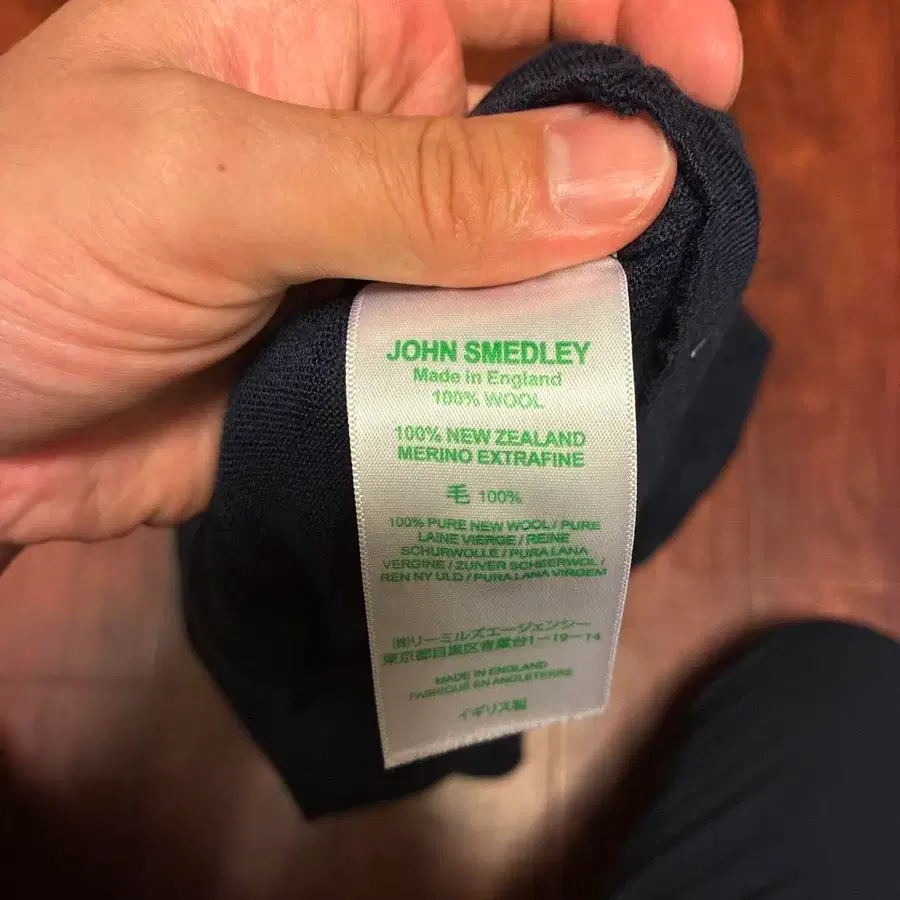 JOHN SMEDLEY
Made in England
100% WOOL
100% NEW ZEALAND
MERINO EXTRAFINE
毛 100%
100% PURE NEW WOOL / PURE
LAINE VIERGE / REINE
SCHURWOLLE / PURA LANA
VERGINE / ZUIVER SCHEERWOL /
REN NY ULD / PURA LANA VIRGEM
㈱リーミルズエージェンシー
東京都目黒区青葉台1-19-14
MADE IN ENGLAND
FABRIQUÉ EN ANGLETERRE
イギリス製